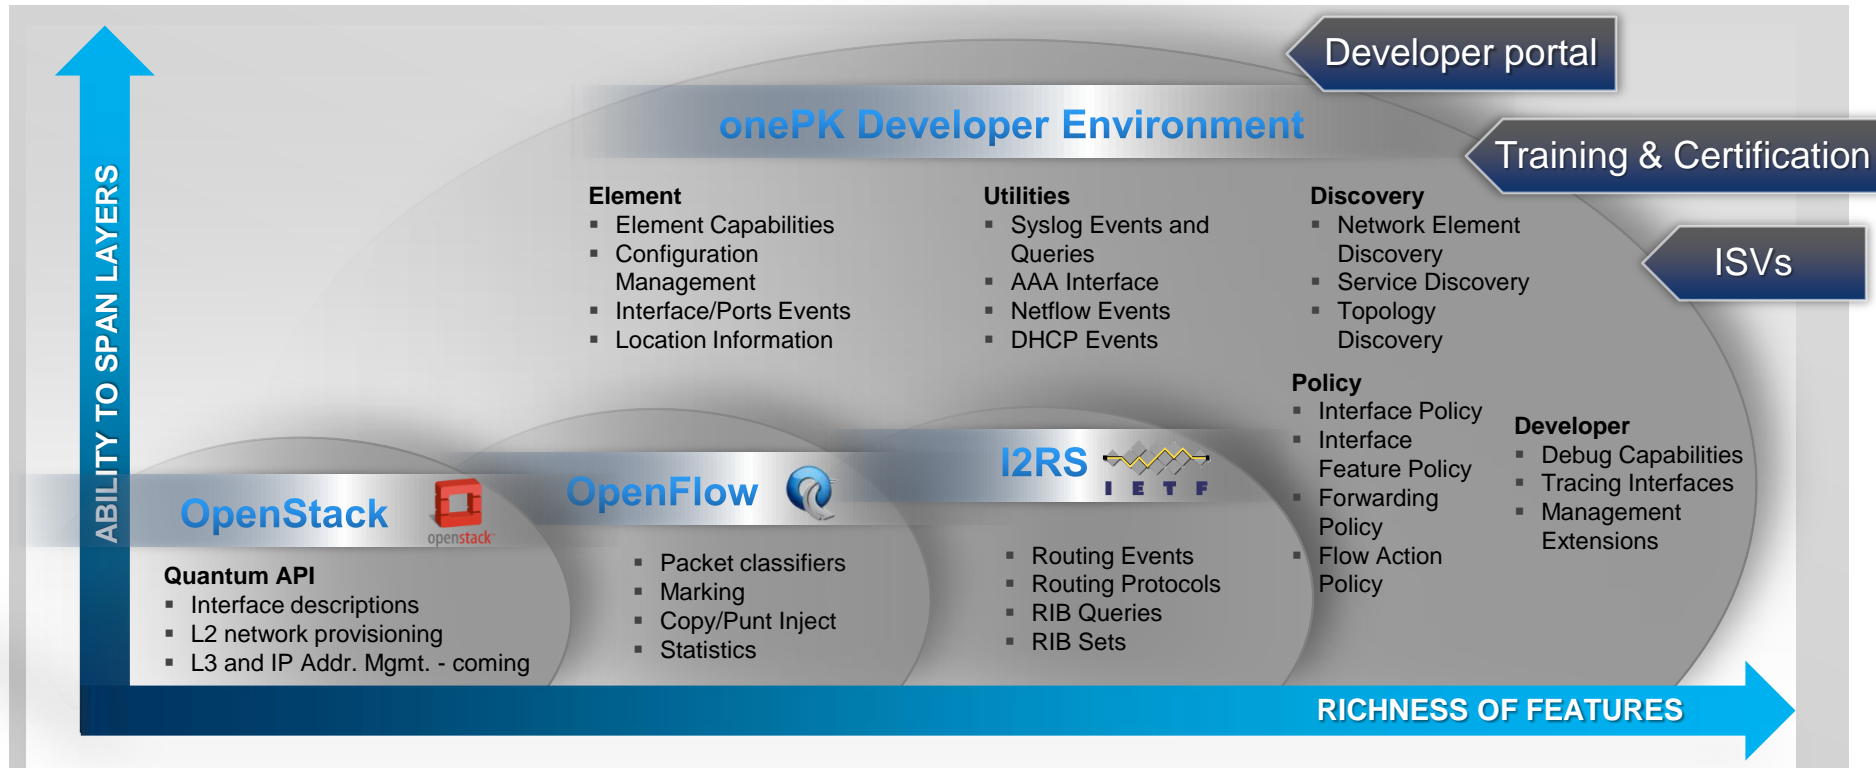 Developer portal
onePK Developer Environment
Training & Certification
ISVs
ABILITY TO SPAN LAYERS
Element
Element Capabilities
Configuration
Management
Interface/Ports Events
Location Information
Utilities
Syslog Events and
Queries
AAA Interface
Netflow Events
DHCP Events
Discovery
Network Element
Discovery
Service Discovery
Topology
Discovery
Policy
Interface Policy
Interface
Feature Policy
Forwarding
Policy
Flow Action
Policy
Developer
Debug Capabilities
Tracing Interfaces
Management
Extensions
OpenStack
openstack
Quantum API
Interface descriptions
L2 network provisioning
L3 and IP Addr. Mgmt. - coming
OpenFlow
Packet classifiers
Marking
Copy/Punt Inject
Statistics
I2RS
I E T F
Routing Events
Routing Protocols
RIB Queries
RIB Sets
RICHNESS OF FEATURES